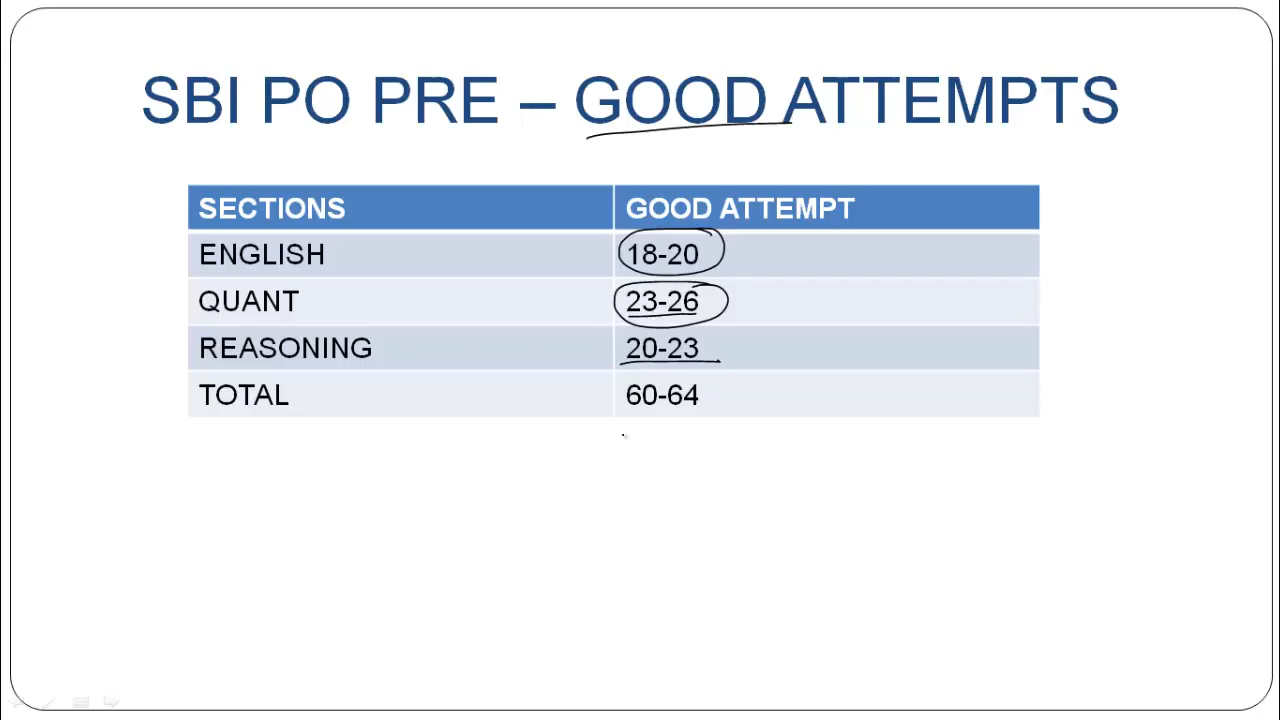 SBI PO PRE – GOOD ATTEMPTS
SECTIONS GOOD ATTEMPT
ENGLISH 18-20
QUANT 23-26
REASONING 20-23
TOTAL 60-64